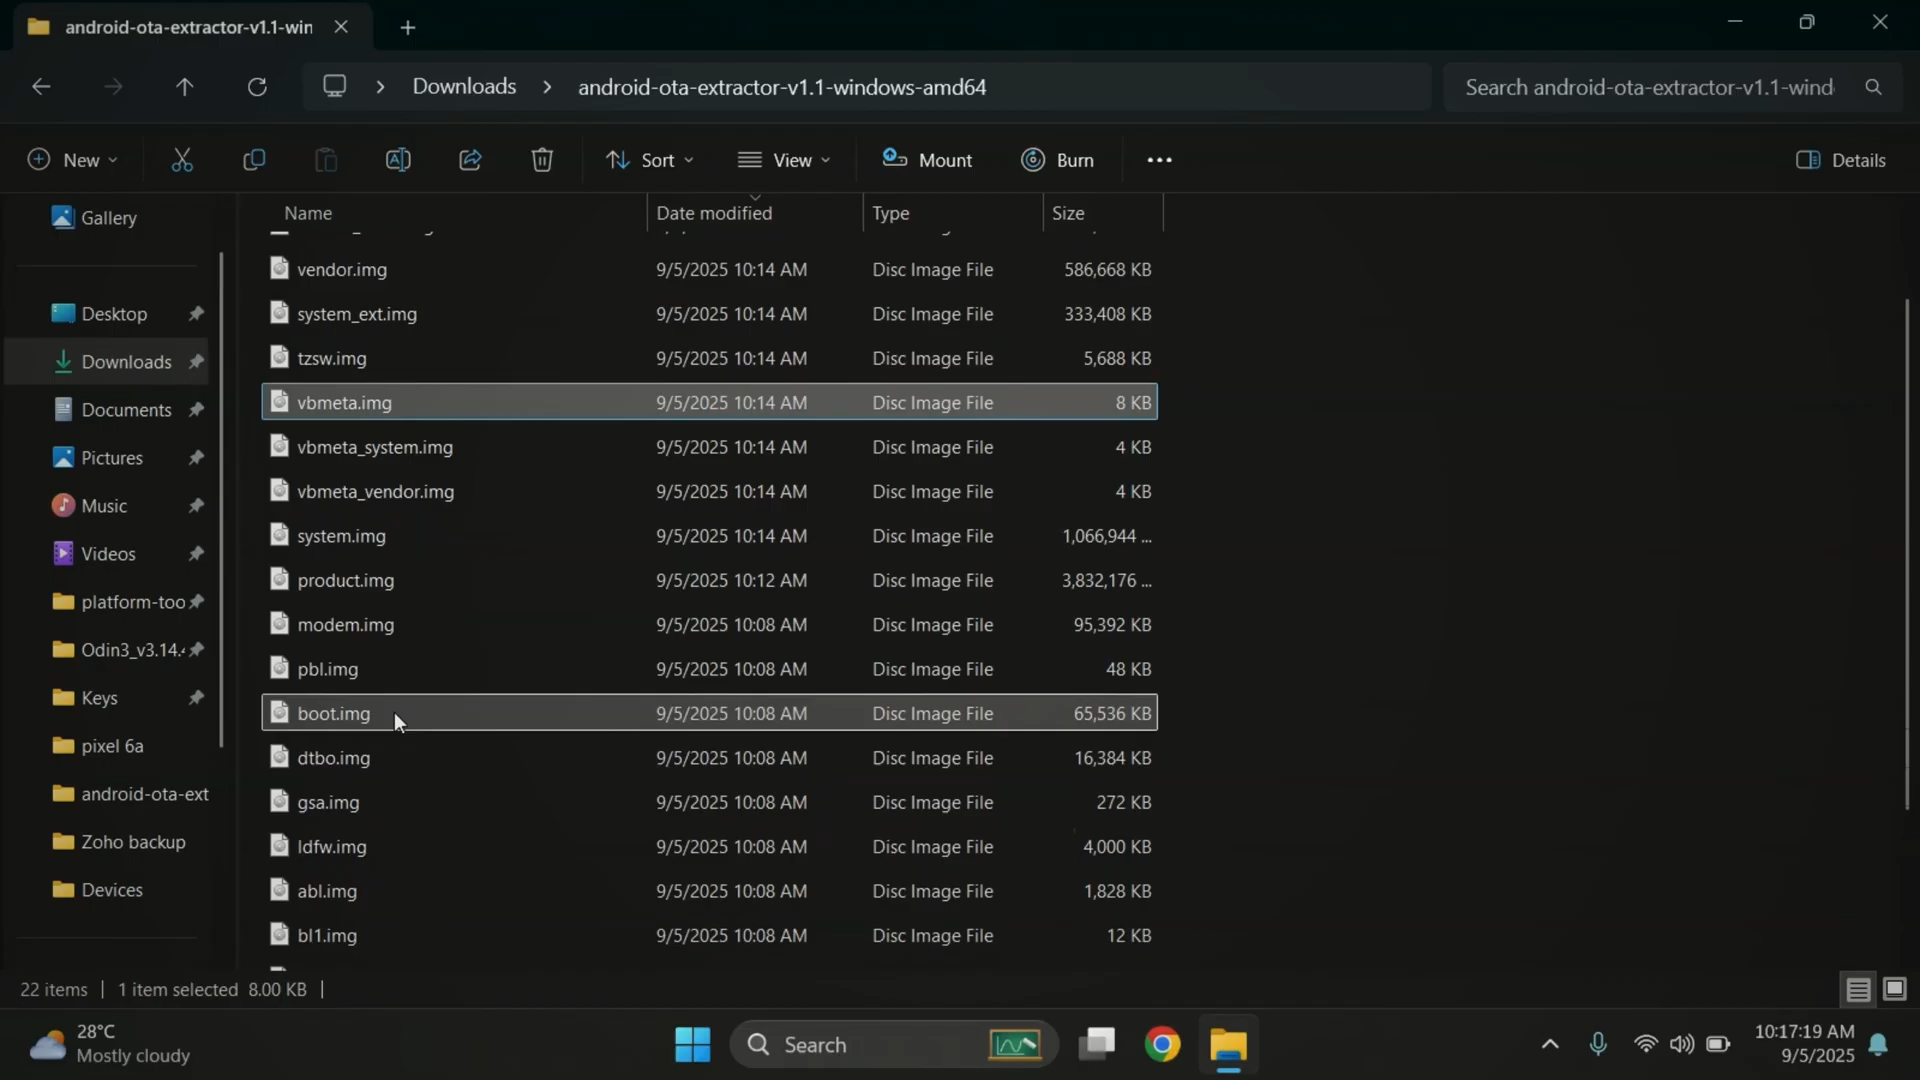 android-ota-extractor-v1.1-win
Downloads
android-ota-extractor-v1.1-windows-amd64
Search android-ota-extractor-v1.1-wind
New
Sort
View
Mount
Burn
Details
Name Date modified Type Size
Gallery
Desktop
Downloads
Documents
Pictures
Music
Videos
platform-too
Odin3_v3.14.
Keys
pixel 6a
android-ota-ext
Zoho backup
Devices
vendor.img 9/5/2025 10:14 AM Disc Image File 586,668 KB
system_ext.img 9/5/2025 10:14 AM Disc Image File 333,408 KB
tzsw.img 9/5/2025 10:14 AM Disc Image File 5,688 KB
vbmeta.img 9/5/2025 10:14 AM Disc Image File 8 KB
vbmeta_system.img 9/5/2025 10:14 AM Disc Image File 4 KB
vbmeta_vendor.img 9/5/2025 10:14 AM Disc Image File 4 KB
system.img 9/5/2025 10:14 AM Disc Image File 1,066,944 ...
product.img 9/5/2025 10:12 AM Disc Image File 3,832,176 ...
modem.img 9/5/2025 10:08 AM Disc Image File 95,392 KB
pbl.img 9/5/2025 10:08 AM Disc Image File 48 KB
boot.img 9/5/2025 10:08 AM Disc Image File 65,536 KB
dtbo.img 9/5/2025 10:08 AM Disc Image File 16,384 KB
gsa.img 9/5/2025 10:08 AM Disc Image File 272 KB
ldfw.img 9/5/2025 10:08 AM Disc Image File 4,000 KB
abl.img 9/5/2025 10:08 AM Disc Image File 1,828 KB
bl1.img 9/5/2025 10:08 AM Disc Image File 12 KB
22 items 1 item selected 8.00 KB
28°C
Mostly cloudy
Search
10:17:19 AM
9/5/2025